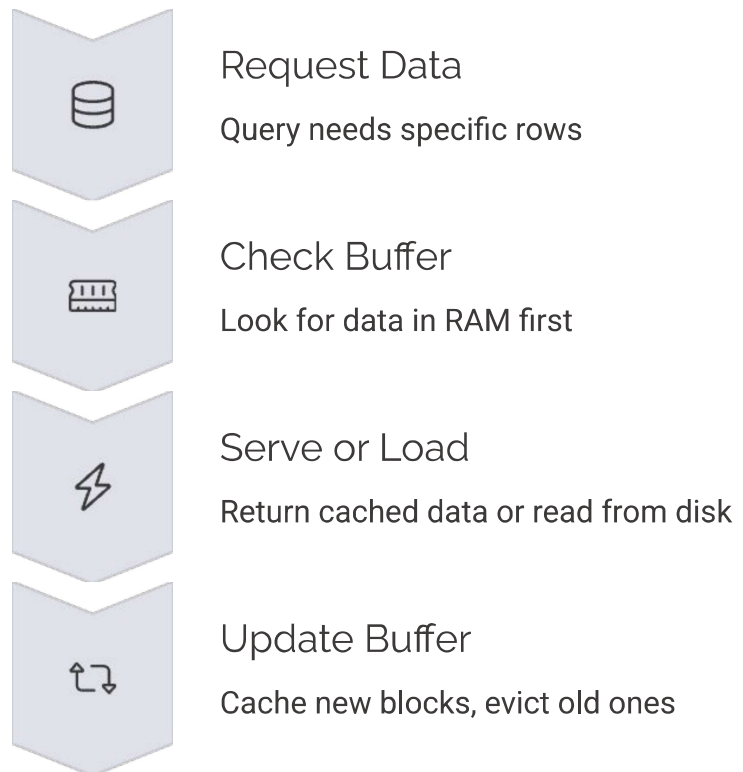 Request Data
Query needs specific rows
Check Buffer
Look for data in RAM first
Serve or Load
Return cached data or read from disk
Update Buffer
Cache new blocks, evict old ones